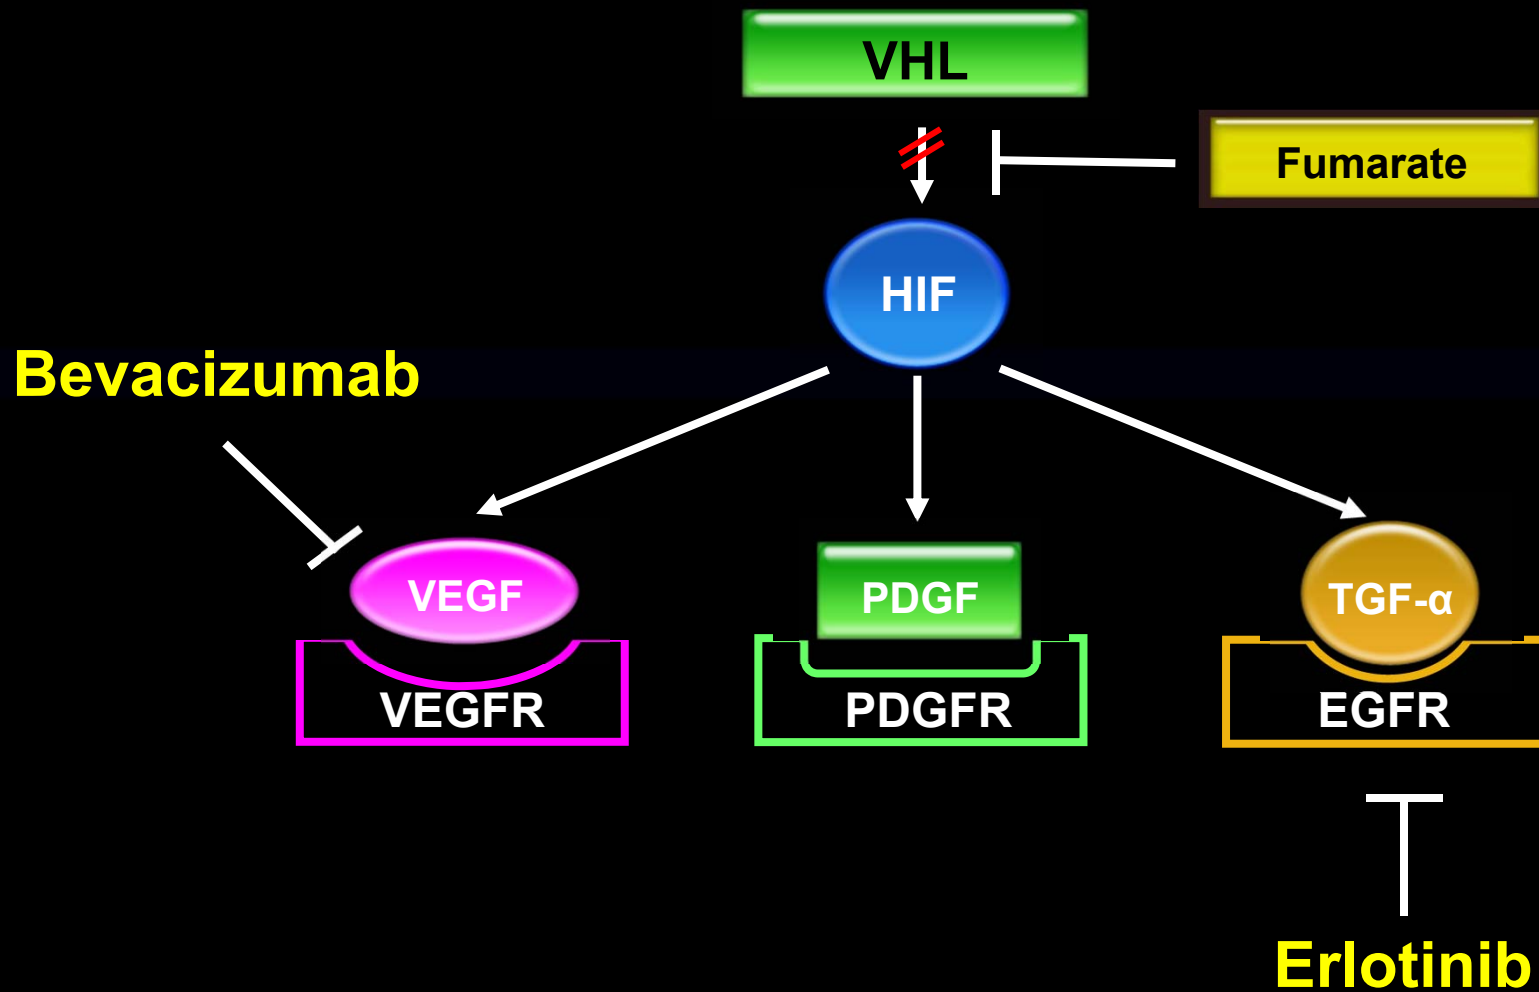 VHL
Fumarate
HIF
Bevacizumab
VEGF
PDGF
TGF-α
VEGFR
PDGFR
EGFR
Erlotinib